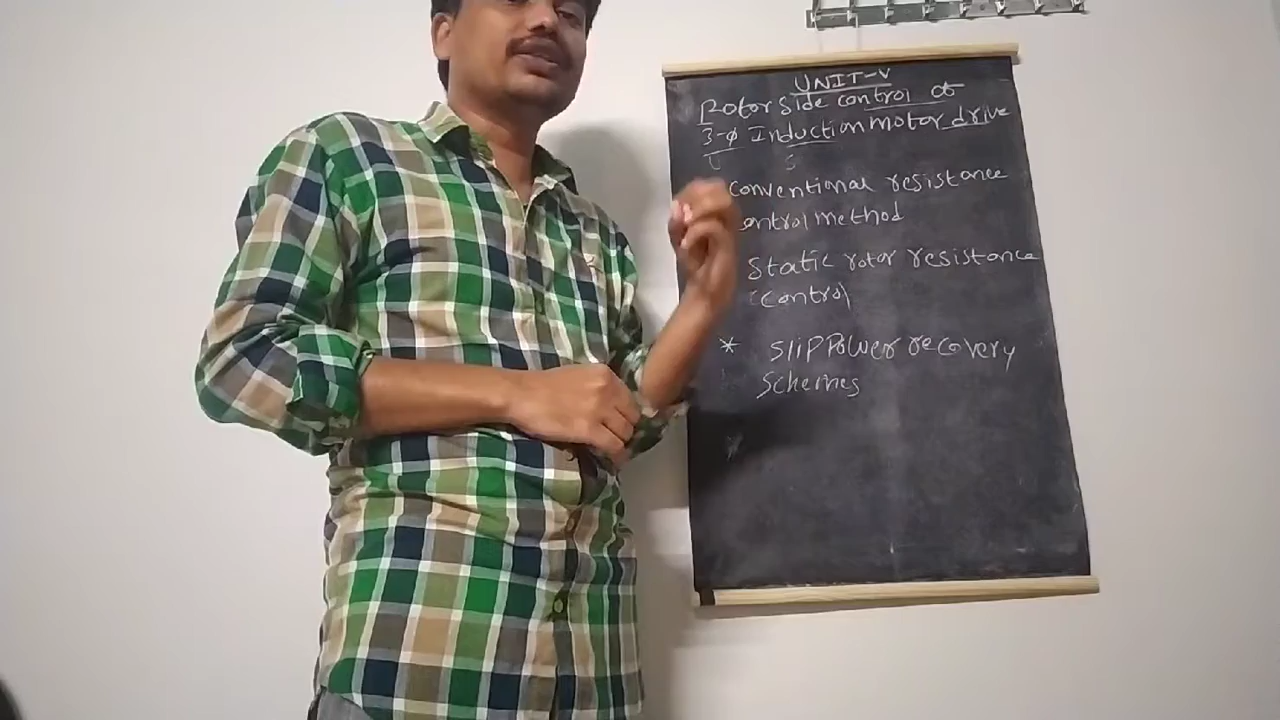 UNIT-V
Rotor side control of
3-φ Induction motor drive
Conventional resistance
control method
Static rotor resistance
control
* slip power recovery
schemes